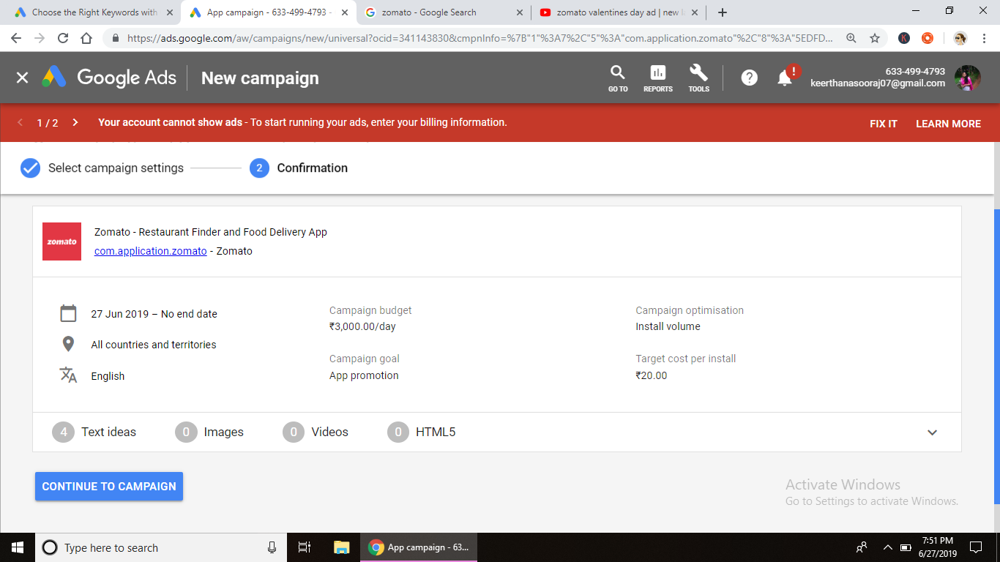 Choose the Right Keywords with
App campaign - 633-499-4793 -
zomato - Google Search
zomato valentines day ad | new
https://ads.google.com/aw/campaigns/new/universal?ocid=341143830&cmpnInfo=%7B"1"%3A7%2C"5"%3A"com.application.zomato"%2C"8"%3A"5EDFD...
K
Google Ads
New campaign
GO TO
REPORTS
TOOLS
?
!
633-499-4793
keerthanasooraj07@gmail.com
1 / 2
Your account cannot show ads - To start running your ads, enter your billing information.
FIX IT
LEARN MORE
Select campaign settings
2
Confirmation
zomato
Zomato - Restaurant Finder and Food Delivery App
com.application.zomato - Zomato
27 Jun 2019 – No end date
All countries and territories
English
Campaign budget
₹3,000.00/day
Campaign goal
App promotion
Campaign optimisation
Install volume
Target cost per install
₹20.00
4 Text ideas
0 Images
0 Videos
0 HTML5
CONTINUE TO CAMPAIGN
Activate Windows
Go to Settings to activate Windows.
Type here to search
App campaign - 63...
7:51 PM
6/27/2019